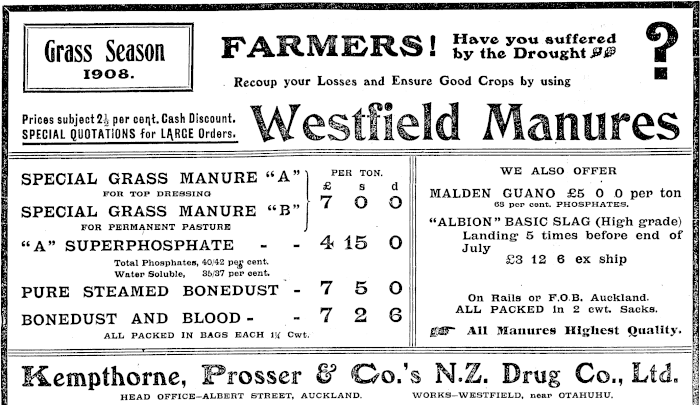 Grass Season
1908.
FARMERS! Have you suffered
by the Drought ?
Recoup your Losses and Ensure Good Crops by using
Prices subject 2½ per cent. Cash Discount.
SPECIAL QUOTATIONS for LARGE Orders.
Westfield Manures
PER TON.
£ s d
SPECIAL GRASS MANURE "A"
FOR TOP DRESSING
SPECIAL GRASS MANURE "B"
FOR PERMANENT PASTURE
7 0 0
"A" SUPERPHOSPHATE - - 4 15 0
Total Phosphates, 40/42 per cent.
Water Soluble, 35/37 per cent.
PURE STEAMED BONEDUST - 7 5 0
BONEDUST AND BLOOD - - 7 2 6
ALL PACKED IN BAGS EACH 1¼ Cwt.
WE ALSO OFFER
MALDEN GUANO £5 0 0 per ton
63 per cent. PHOSPHATES.
"ALBION" BASIC SLAG (High grade)
Landing 5 times before end of
July
£3 12 6 ex ship
On Rails or F.O.B. Auckland.
ALL PACKED in 2 cwt. Sacks.
All Manures Highest Quality.
Kempthorne, Prosser & Co.'s N.Z. Drug Co., Ltd.
HEAD OFFICE-ALBERT STREET, AUCKLAND. WORKS-WESTFIELD, near OTAHUHU.